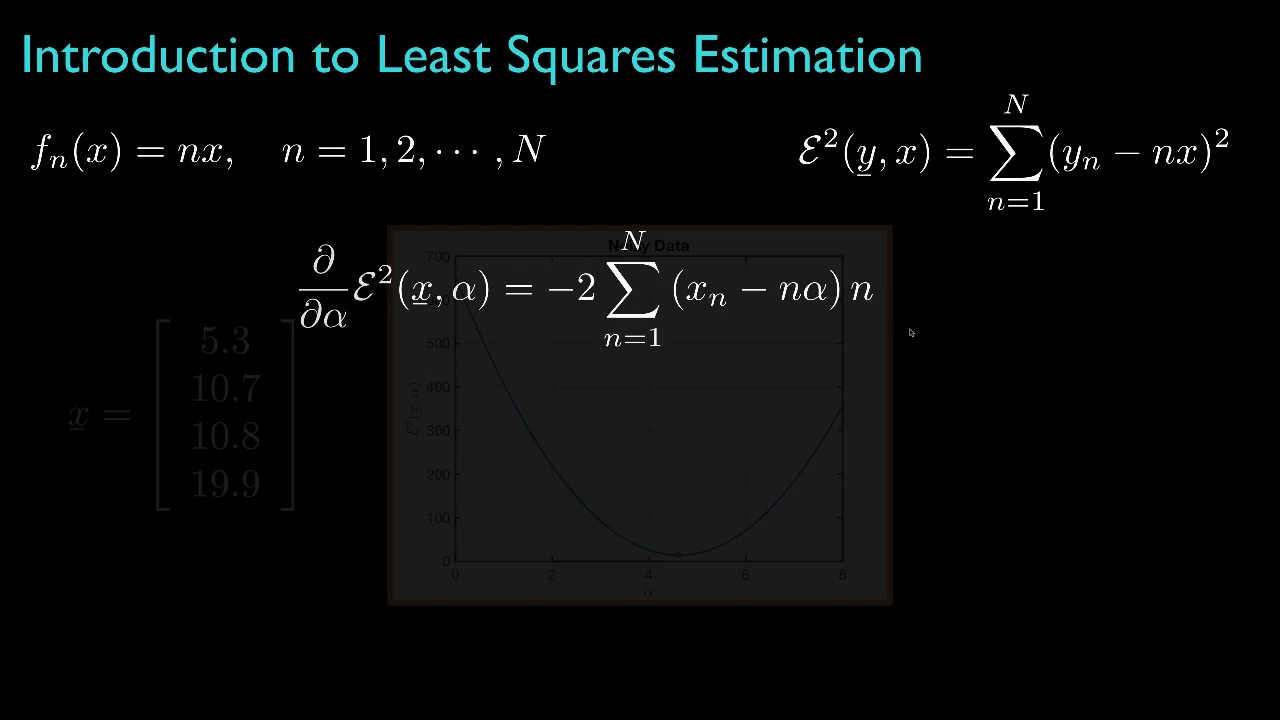 Introduction to Least Squares Estimation
f_n(x) = nx,    n = 1, 2, ⋯ , N
ℰ²(y̲, x) = ∑_{n=1}^{N} (y_n − nx)²
∂/∂α ℰ²(x̲, α) = −2 ∑_{n=1}^{N} (x_n − nα) n
x̲ = [ 5.3
10.7
10.8
19.9 ]
Data
700
500
400
300
200
100
0
ℰ²(x̲, α)
0 2 4 6 8
α